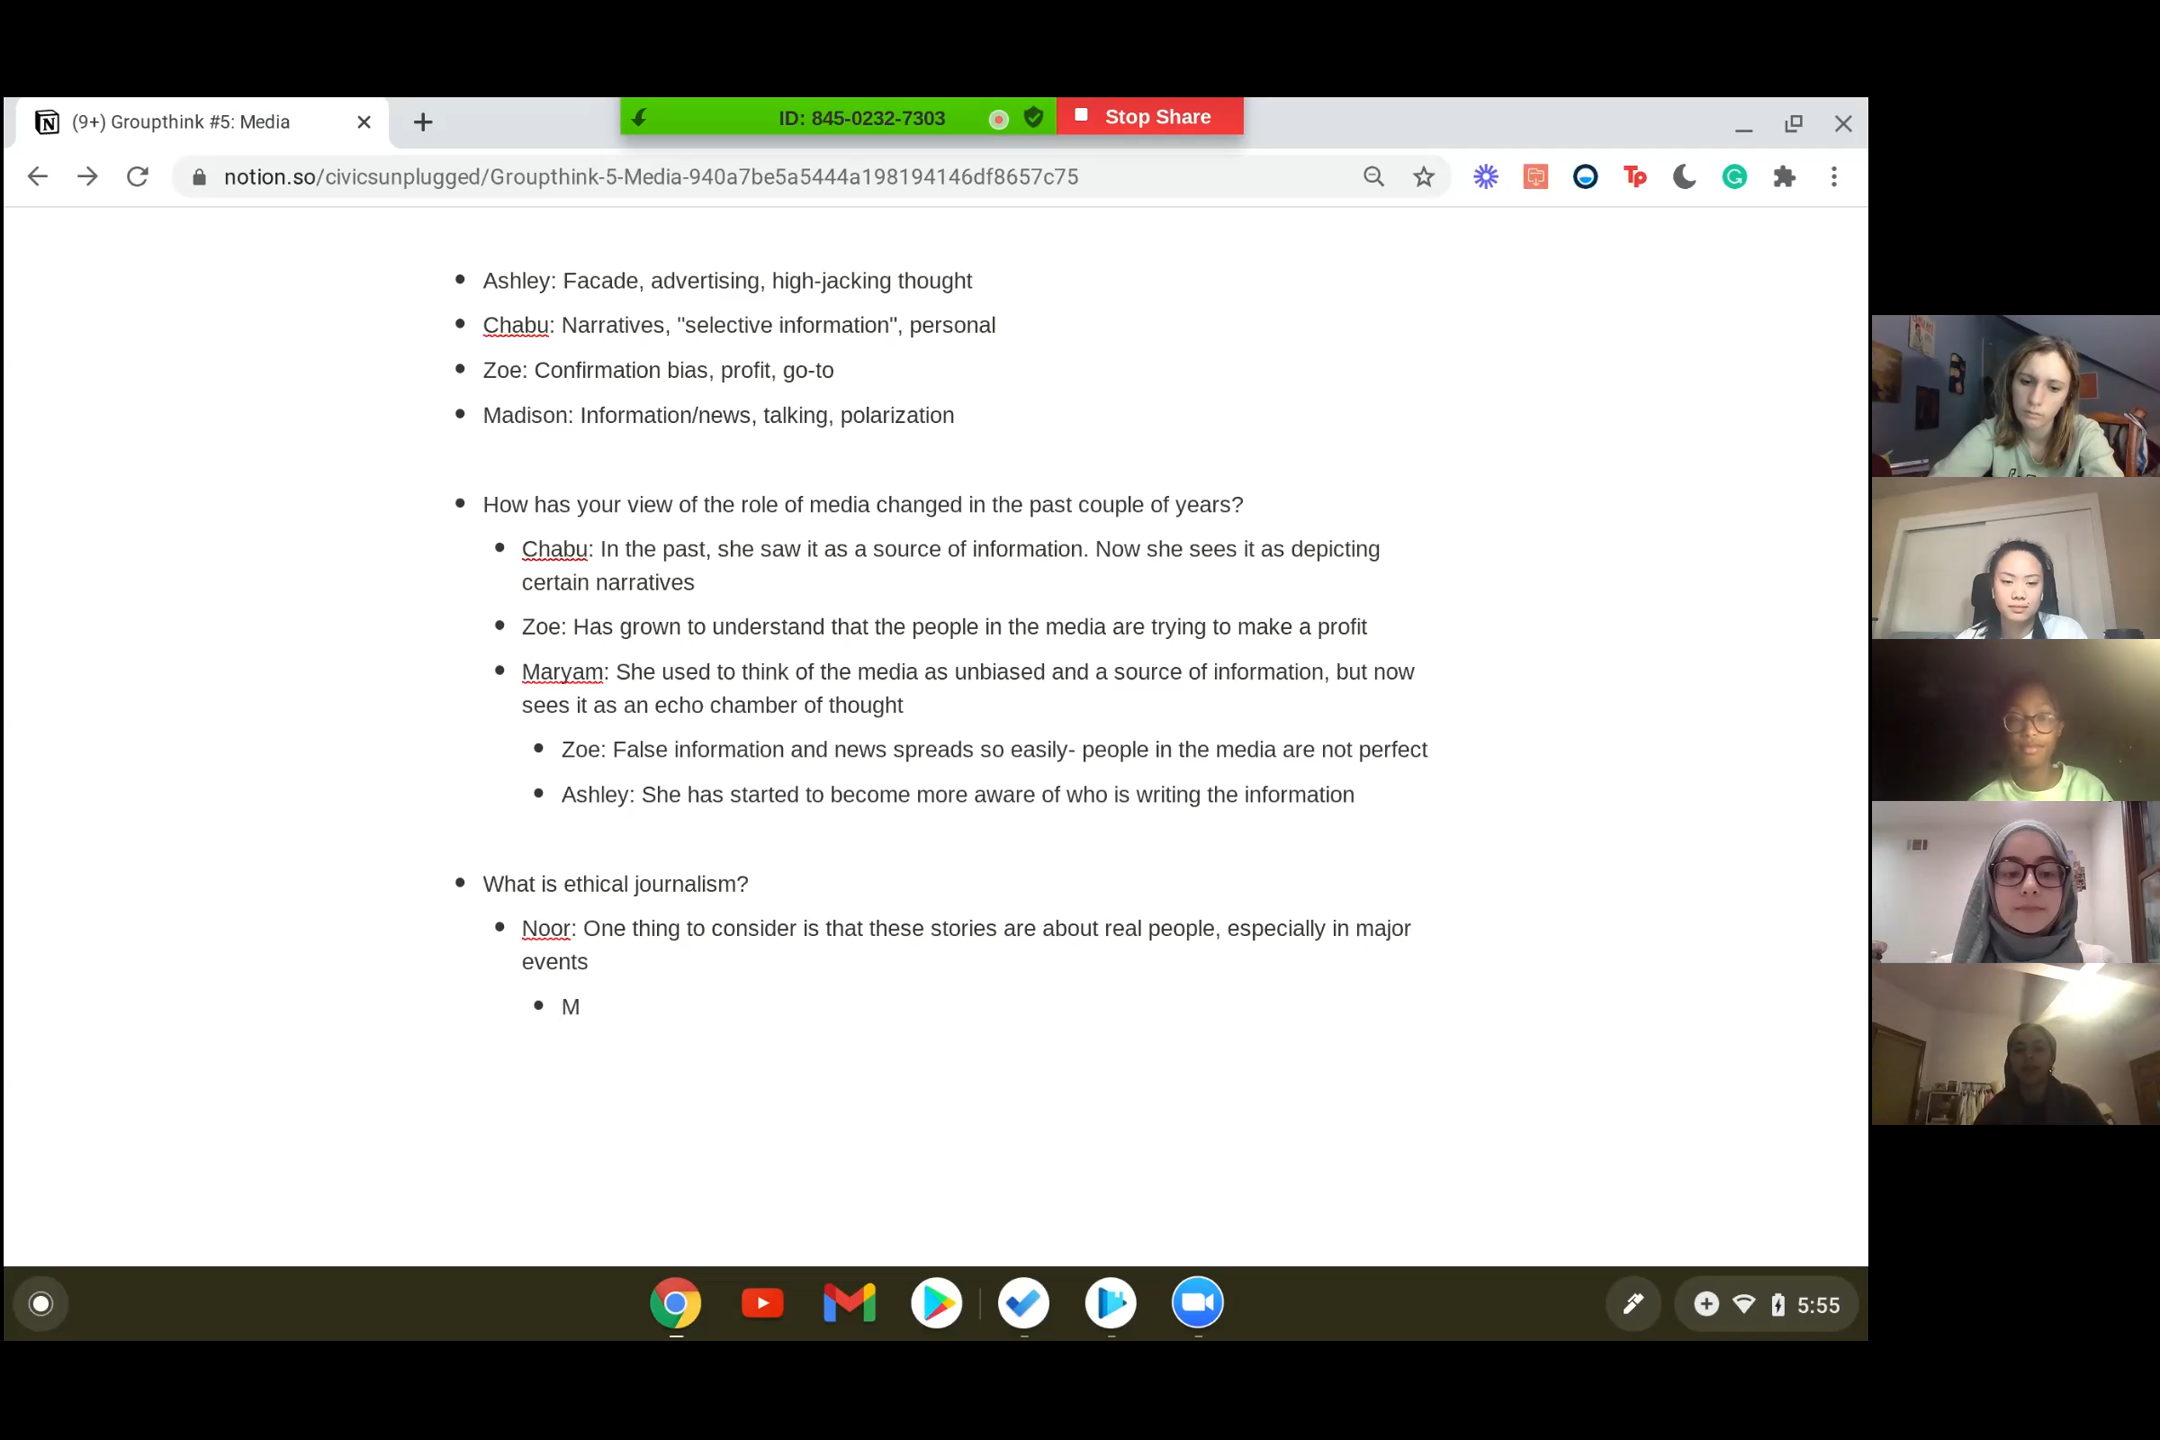 (9+) Groupthink #5: Media
ID: 845-0232-7303
Stop Share
notion.so/civicsunplugged/Groupthink-5-Media-940a7be5a5444a198194146df8657c75
Tp
Ashley: Facade, advertising, high-jacking thought
Chabu: Narratives, "selective information", personal
Zoe: Confirmation bias, profit, go-to
Madison: Information/news, talking, polarization
How has your view of the role of media changed in the past couple of years?
Chabu: In the past, she saw it as a source of information. Now she sees it as depicting
certain narratives
Zoe: Has grown to understand that the people in the media are trying to make a profit
Maryam: She used to think of the media as unbiased and a source of information, but now
sees it as an echo chamber of thought
Zoe: False information and news spreads so easily- people in the media are not perfect
Ashley: She has started to become more aware of who is writing the information
What is ethical journalism?
Noor: One thing to consider is that these stories are about real people, especially in major
events
M
5:55